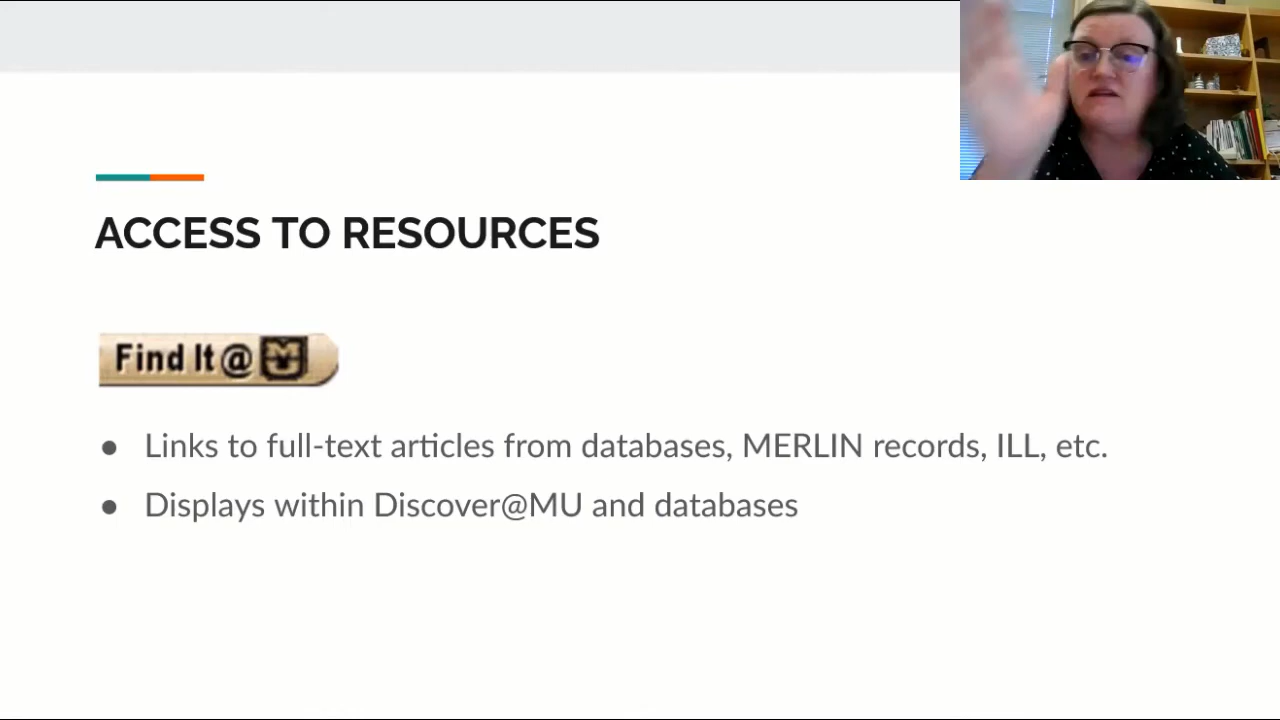 ACCESS TO RESOURCES
Find It @ MU
● Links to full-text articles from databases, MERLIN records, ILL, etc.
● Displays within Discover@MU and databases